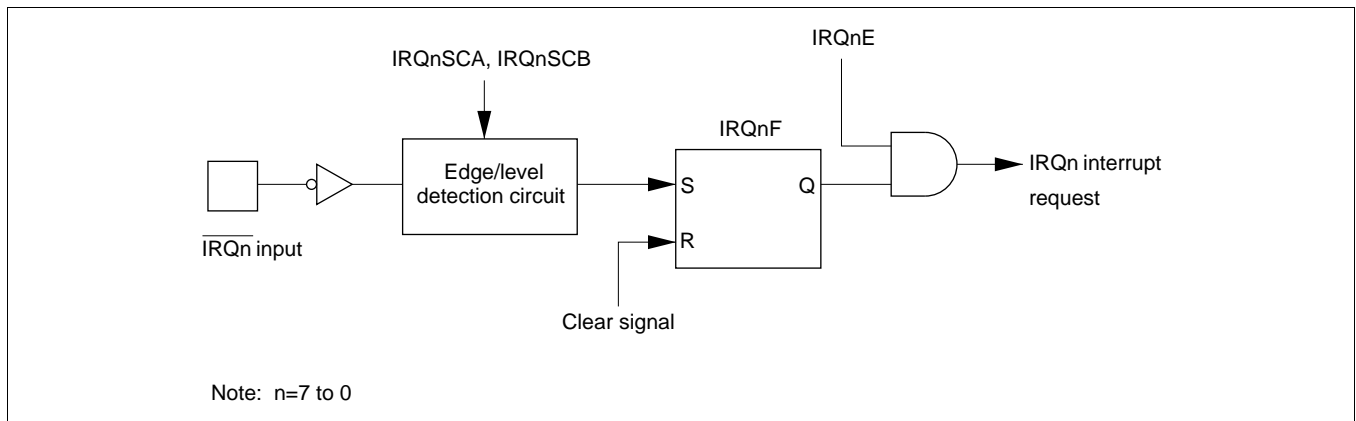 IRQnE
IRQnSCA, IRQnSCB
IRQnF
Edge/level
detection circuit
S
Q
R
IRQn interrupt
request
IRQn input
Clear signal
Note: n=7 to 0